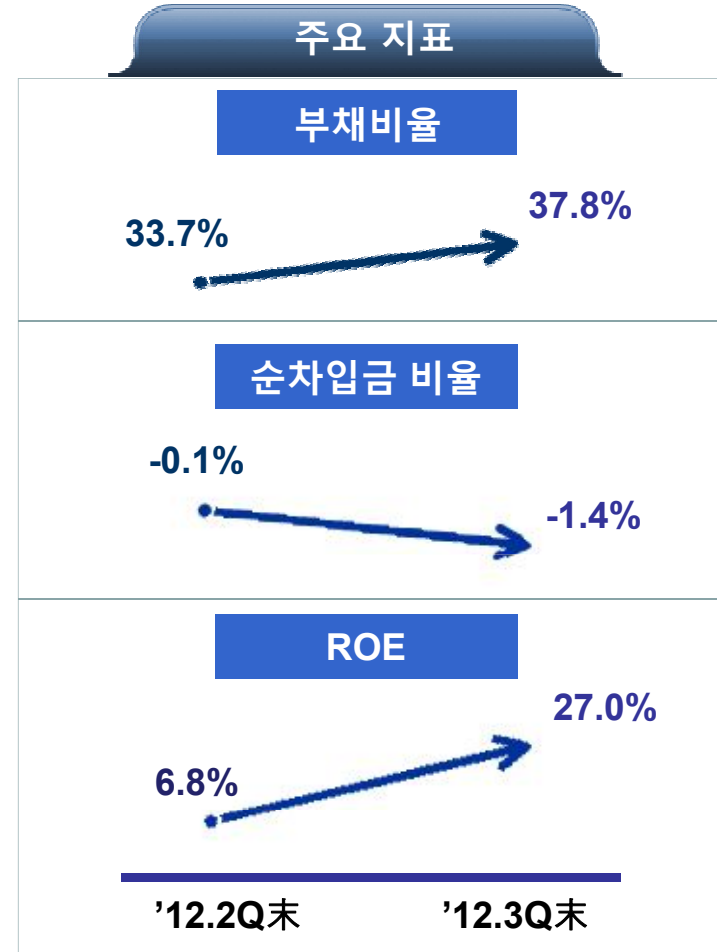 주요 지표
부채비율
33.7%
37.8%
순차입금 비율
-0.1%
-1.4%
ROE
6.8%
27.0%
’12.2Q末 ’12.3Q末